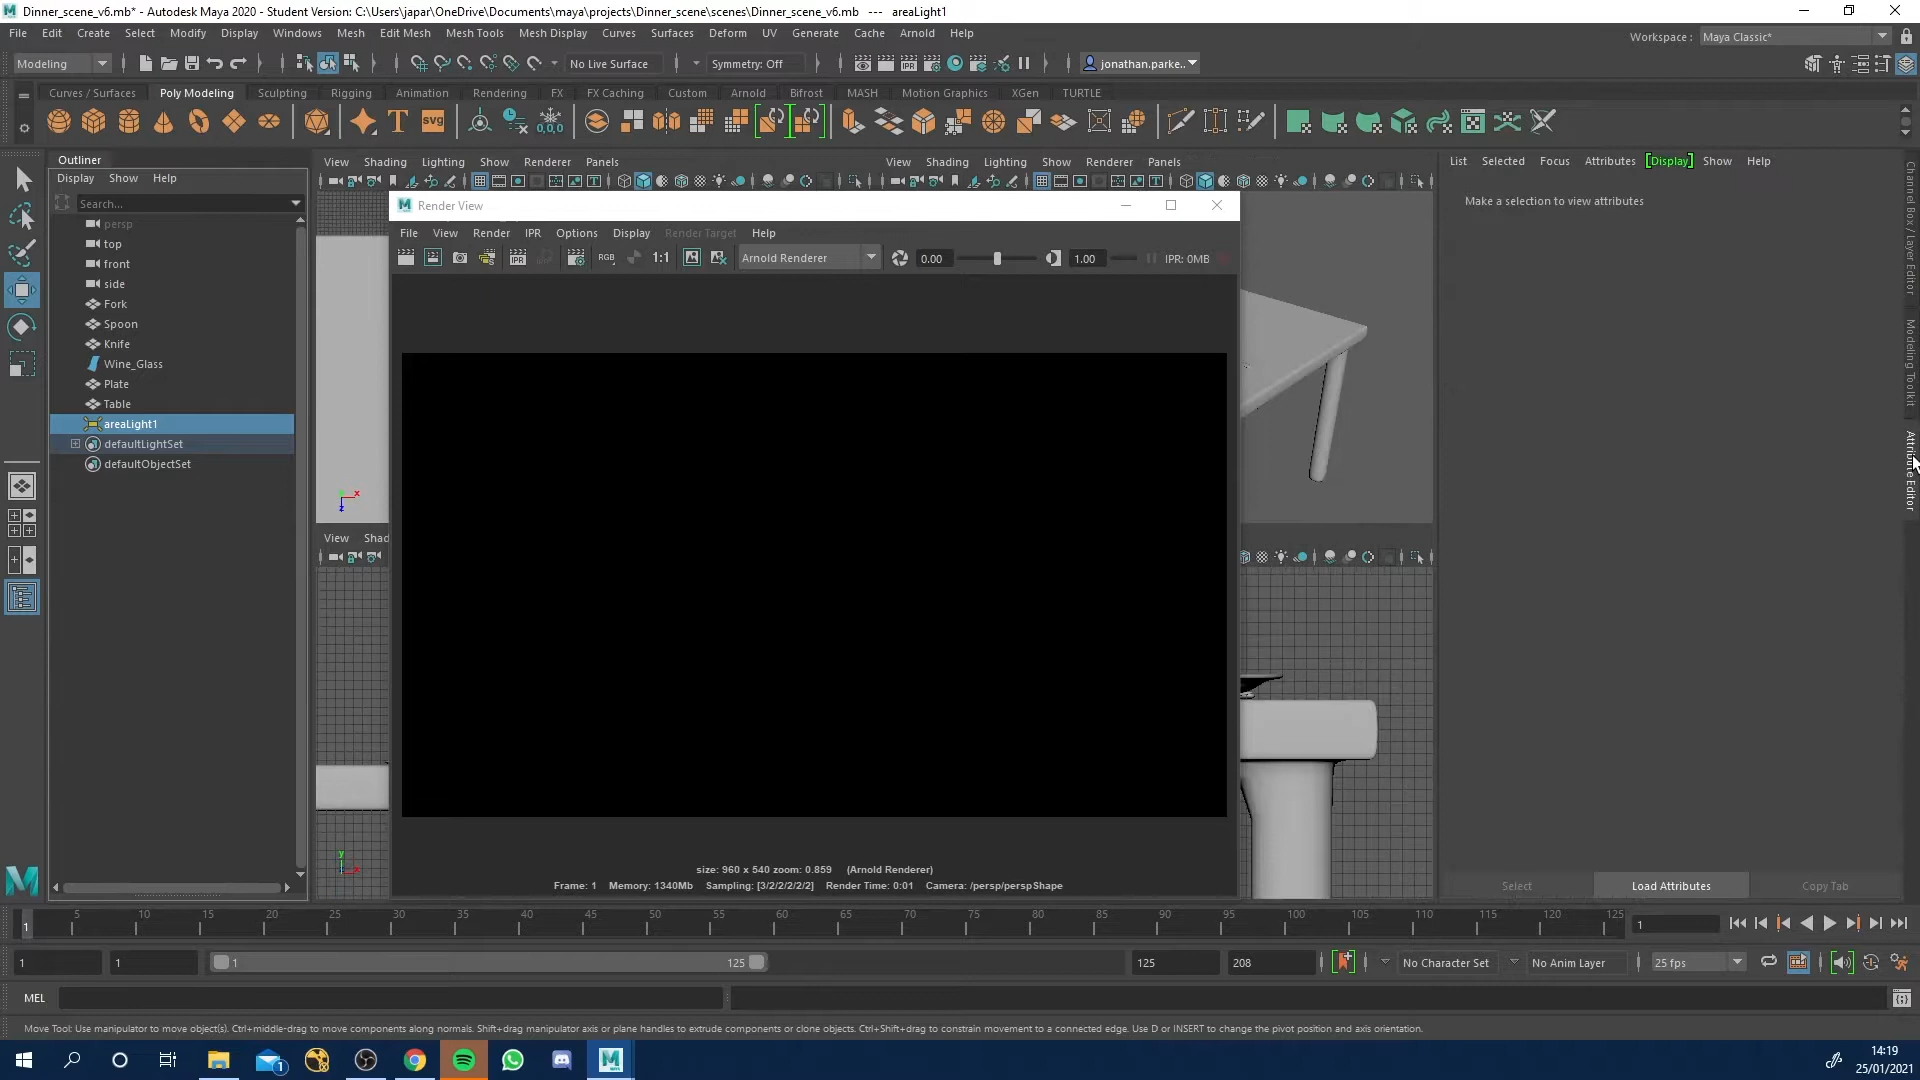 Dinner_scene_v6.mb* - Autodesk Maya 2020 - Student Version: C:\Users\japar\OneDrive\Documents\maya\projects\Dinner_scene\scenes\Dinner_scene_v6.mb --- areaLight1
File Edit Create Select Modify Display Windows Mesh Edit Mesh Mesh Tools Mesh Display Curves Surfaces Deform UV Generate Cache Arnold Help
Workspace : Maya Classic*
Modeling
No Live Surface
Symmetry: Off
jonathan.parke..
Curves / Surfaces Poly Modeling Sculpting Rigging Animation Rendering FX FX Caching Custom Arnold Bifrost MASH Motion Graphics XGen TURTLE
T svg
0,0,0
Outliner
Display Show Help
Search...
persp
top
front
side
Fork
Spoon
Knife
Wine_Glass
Plate
Table
areaLight1
defaultLightSet
defaultObjectSet
View Shading Lighting Show Renderer Panels
View Shading Lighting Show Renderer Panels
Render View
File View Render IPR Options Display Render Target Help
IPR RGB 1:1 Arnold Renderer 0.00 1.00 IPR: 0MB
size: 960 x 540 zoom: 0.859 (Arnold Renderer)
Frame: 1 Memory: 1340Mb Sampling: [3/2/2/2/2/2] Render Time: 0:01 Camera: /persp/perspShape
x
z
View Shad
y
x
List Selected Focus Attributes Display Show Help
Make a selection to view attributes
Select Load Attributes Copy Tab
Channel Box / Layer Editor
Modeling Toolkit
Attribute Editor
1 5 10 15 20 25 30 35 40 45 50 55 60 65 70 75 80 85 90 95 100 105 110 115 120 125
1
1 1 1 125 125 208 No Character Set No Anim Layer 25 fps
MEL
Move Tool: Use manipulator to move object(s). Ctrl+middle-drag to move components along normals. Shift+drag manipulator axis or plane handles to extrude components or clone objects. Ctrl+Shift+drag to constrain movement to a connected edge. Use D or INSERT to change the pivot position and axis orientation.
1
14:19
25/01/2021